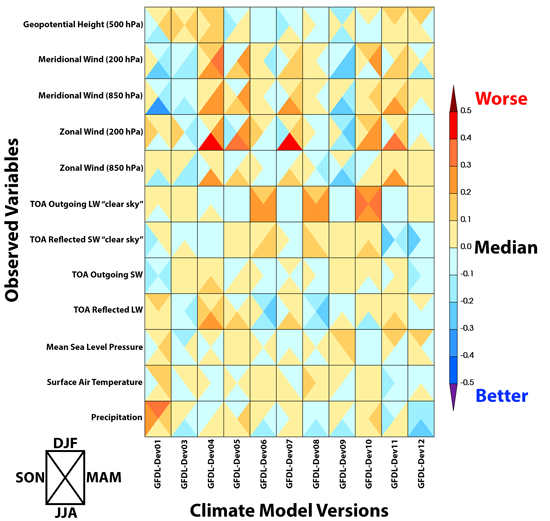 Observed Variables
Geopotential Height (500 hPa)
Meridional Wind (200 hPa)
Meridional Wind (850 hPa)
Zonal Wind (200 hPa)
Zonal Wind (850 hPa)
TOA Outgoing LW “clear sky”
TOA Reflected SW “clear sky”
TOA Outgoing SW
TOA Reflected LW
Mean Sea Level Pressure
Surface Air Temperature
Precipitation
GFDL-Dev01
GFDL-Dev03
GFDL-Dev04
GFDL-Dev05
GFDL-Dev06
GFDL-Dev07
GFDL-Dev08
GFDL-Dev09
GFDL-Dev10
GFDL-Dev11
GFDL-Dev12
Climate Model Versions
DJF
SON MAM
JJA
Worse
0.5
0.4
0.3
0.2
0.1
0.0
-0.1
-0.2
-0.3
-0.4
-0.5
Median
Better